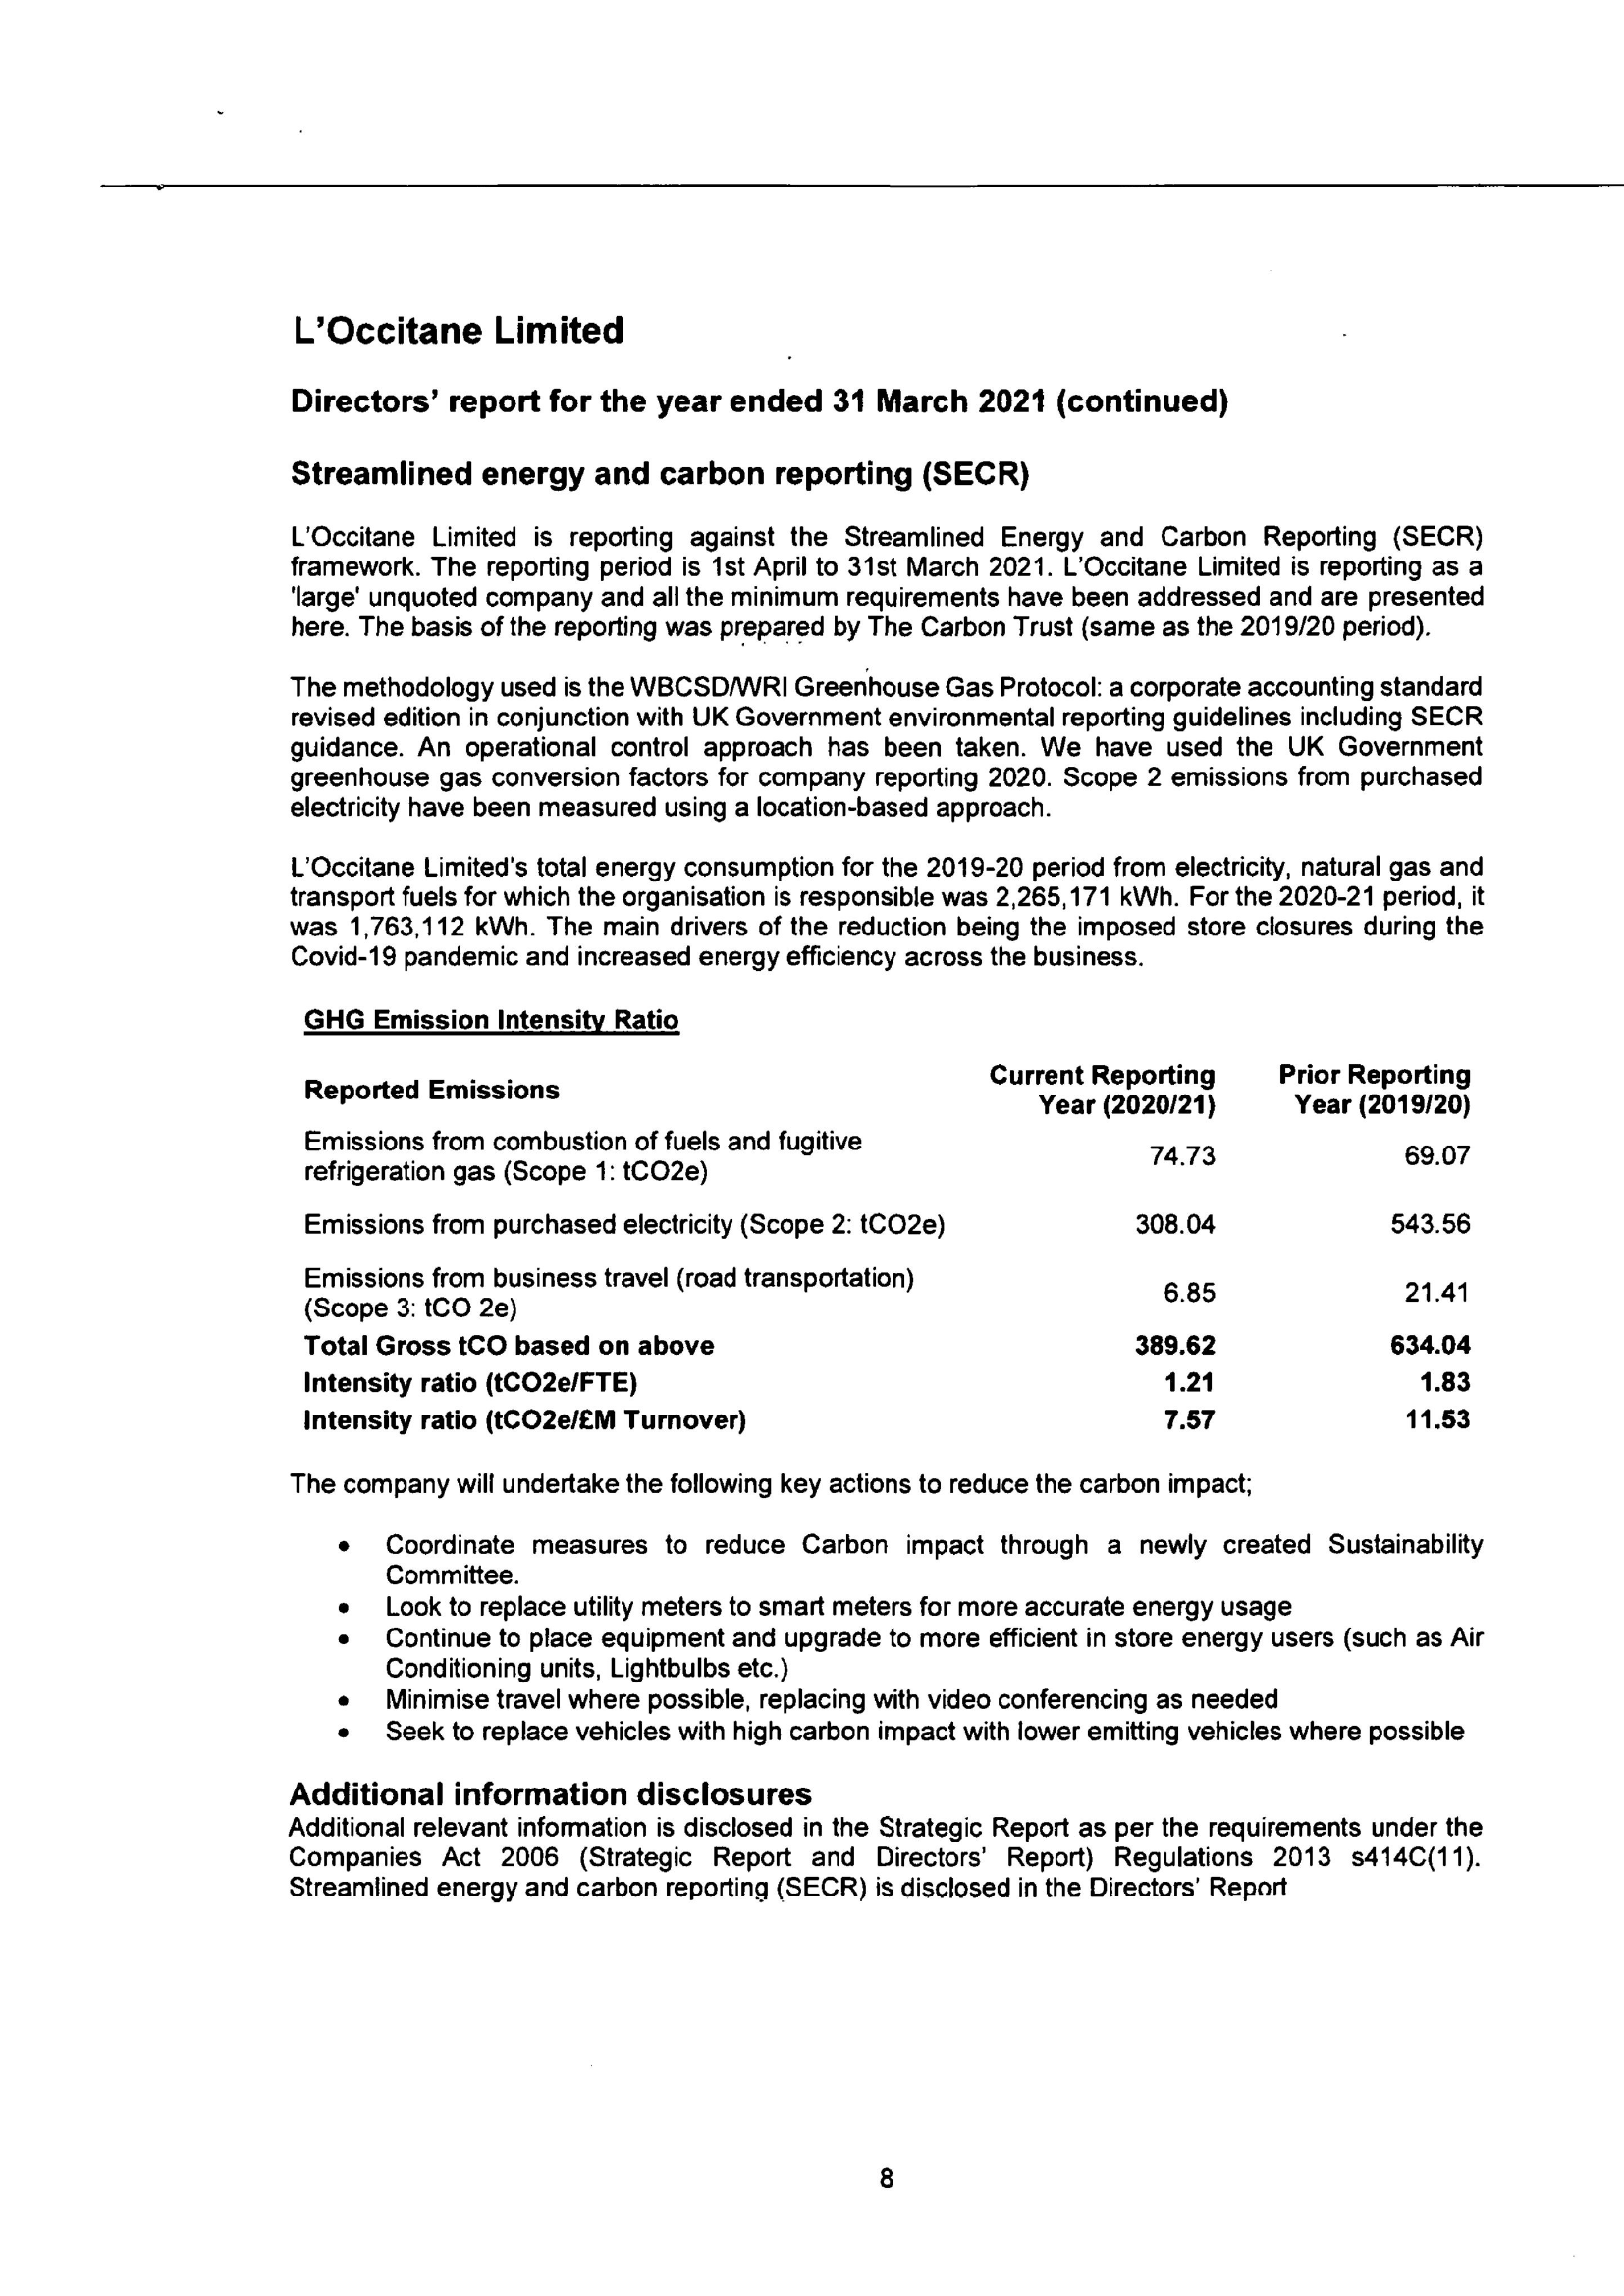 L'Occitane Limited
Directors' report for the year ended 31 March 2021 (continued)
Streamlined energy and carbon reporting (SECR)
L'Occitane Limited is reporting against the Streamlined Energy and Carbon Reporting (SECR)
framework. The reporting period is 1st April to 31st March 2021. L'Occitane Limited is reporting as a
'large' unquoted company and all the minimum requirements have been addressed and are presented
here. The basis of the reporting was prepared by The Carbon Trust (same as the 2019/20 period).
The methodology used is the WBCSD/WRI Greenhouse Gas Protocol: a corporate accounting standard
revised edition in conjunction with UK Government environmental reporting guidelines including SECR
guidance. An operational control approach has been taken. We have used the UK Government
greenhouse gas conversion factors for company reporting 2020. Scope 2 emissions from purchased
electricity have been measured using a location-based approach.
L'Occitane Limited's total energy consumption for the 2019-20 period from electricity, natural gas and
transport fuels for which the organisation is responsible was 2,265,171 kWh. For the 2020-21 period, it
was 1,763,112 kWh. The main drivers of the reduction being the imposed store closures during the
Covid-19 pandemic and increased energy efficiency across the business.
GHG Emission Intensity Ratio
Reported Emissions Current Reporting Year (2020/21) Prior Reporting Year (2019/20)
Emissions from combustion of fuels and fugitive
refrigeration gas (Scope 1: tCO2e) 74.73 69.07
Emissions from purchased electricity (Scope 2: tCO2e) 308.04 543.56
Emissions from business travel (road transportation)
(Scope 3: tCO 2e) 6.85 21.41
Total Gross tCO based on above 389.62 634.04
Intensity ratio (tCO2e/FTE) 1.21 1.83
Intensity ratio (tCO2e/£M Turnover) 7.57 11.53
The company will undertake the following key actions to reduce the carbon impact;
• Coordinate measures to reduce Carbon impact through a newly created Sustainability
Committee.
• Look to replace utility meters to smart meters for more accurate energy usage
• Continue to place equipment and upgrade to more efficient in store energy users (such as Air
Conditioning units, Lightbulbs etc.)
• Minimise travel where possible, replacing with video conferencing as needed
• Seek to replace vehicles with high carbon impact with lower emitting vehicles where possible
Additional information disclosures
Additional relevant information is disclosed in the Strategic Report as per the requirements under the
Companies Act 2006 (Strategic Report and Directors' Report) Regulations 2013 s414C(11).
Streamlined energy and carbon reporting (SECR) is disclosed in the Directors' Report
8